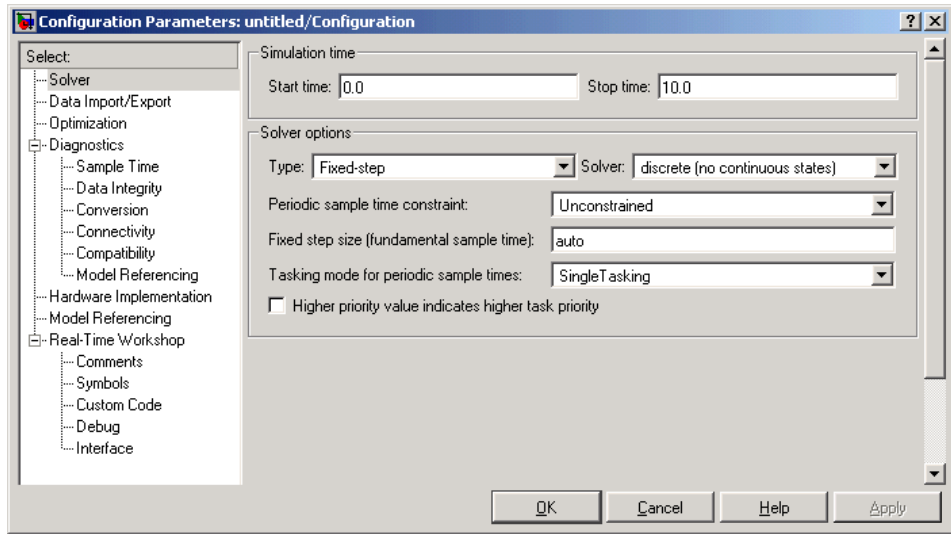 Configuration Parameters: untitled/Configuration
Select:
Solver
Data Import/Export
Optimization
Diagnostics
Sample Time
Data Integrity
Conversion
Connectivity
Compatibility
Model Referencing
Hardware Implementation
Model Referencing
Real-Time Workshop
Comments
Symbols
Custom Code
Debug
Interface
Simulation time
Start time: 0.0 Stop time: 10.0
Solver options
Type: Fixed-step Solver: discrete (no continuous states)
Periodic sample time constraint: Unconstrained
Fixed step size (fundamental sample time): auto
Tasking mode for periodic sample times: SingleTasking
Higher priority value indicates higher task priority
OK Cancel Help Apply